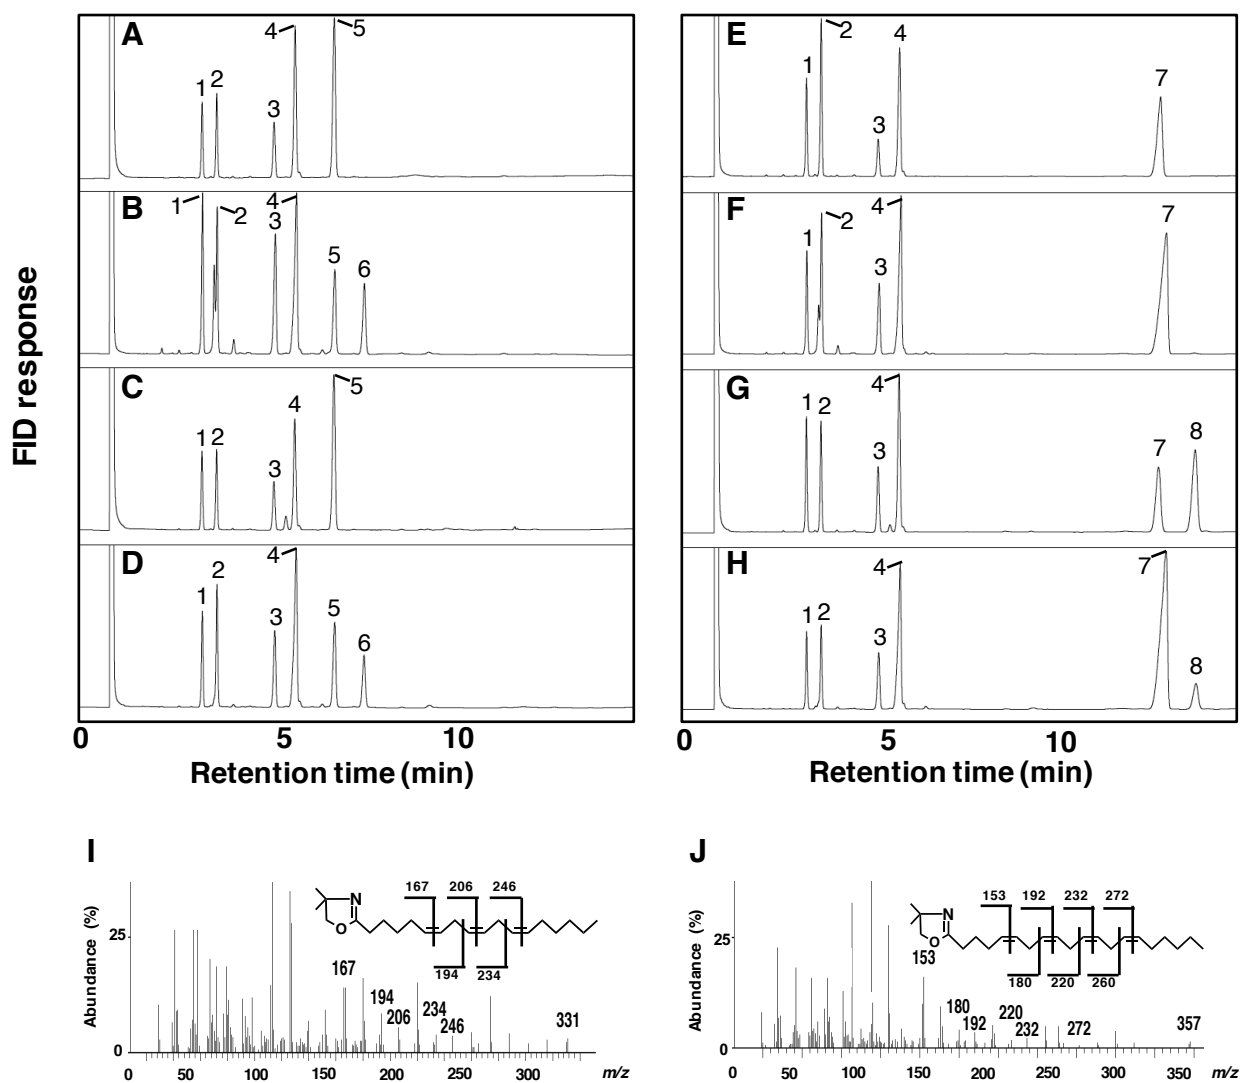 A
1
2
3
4
5
B
1
2
3
4
5
6
C
1
2
3
4
5
D
1
2
3
4
5
6
E
1
2
3
4
7
F
1
2
3
4
7
G
1
2
3
4
7
8
H
1
2
3
4
7
8
FID response
0 5 10
Retention time (min)
0 5 10
Retention time (min)
I
Abundance (%)
25
0
167 206 246
N
O
194 234
167
194
206
234
246
331
0 50 100 150 200 250 300 m/z
J
Abundance (%)
25
0
153 192 232 272
N
O
180 220 260
153
180
192
220
232
272
357
0 50 100 150 200 250 300 350 m/z